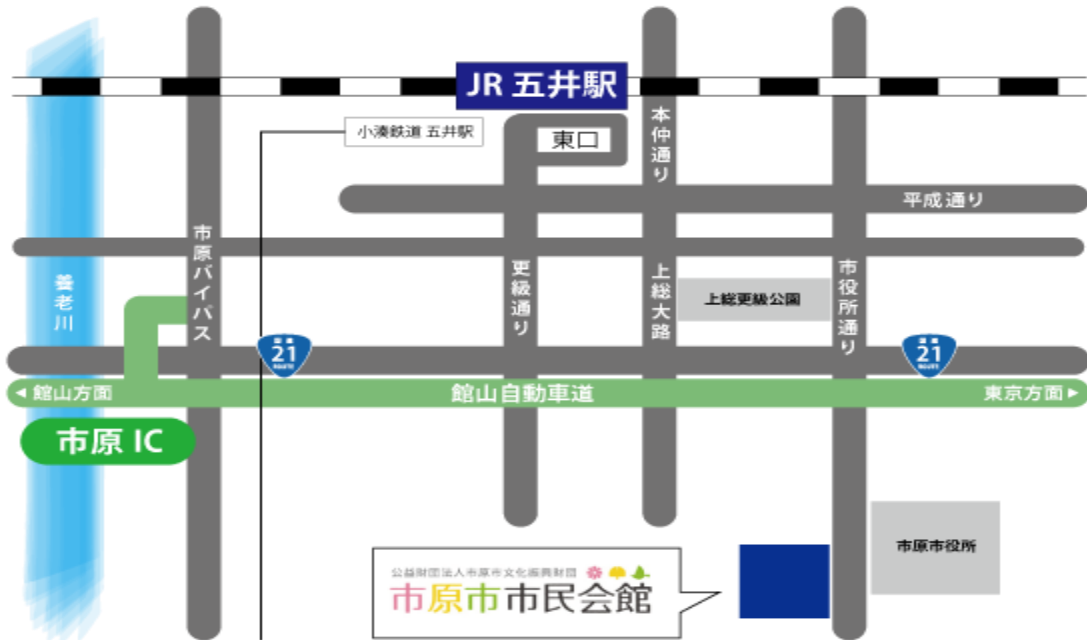 JR 五井駅
小湊鉄道 五井駅
東口
本仲通り
平成通り
市原バイパス
更級通り
上総大路
上総更級公園
市役所通り
養老川
21
ROUTE
21
ROUTE
◀館山方面
館山自動車道
東京方面▶
市原 IC
市原市役所
公益財団法人市原市文化振興財団
市原市市民会館